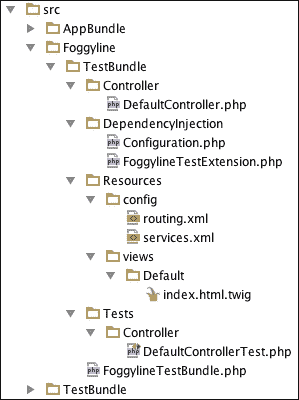 src
AppBundle
Foggyline
TestBundle
Controller
DefaultController.php
DependencyInjection
Configuration.php
FoggylineTestExtension.php
Resources
config
routing.xml
services.xml
views
Default
index.html.twig
Tests
Controller
DefaultControllerTest.php
FoggylineTestBundle.php
TestBundle